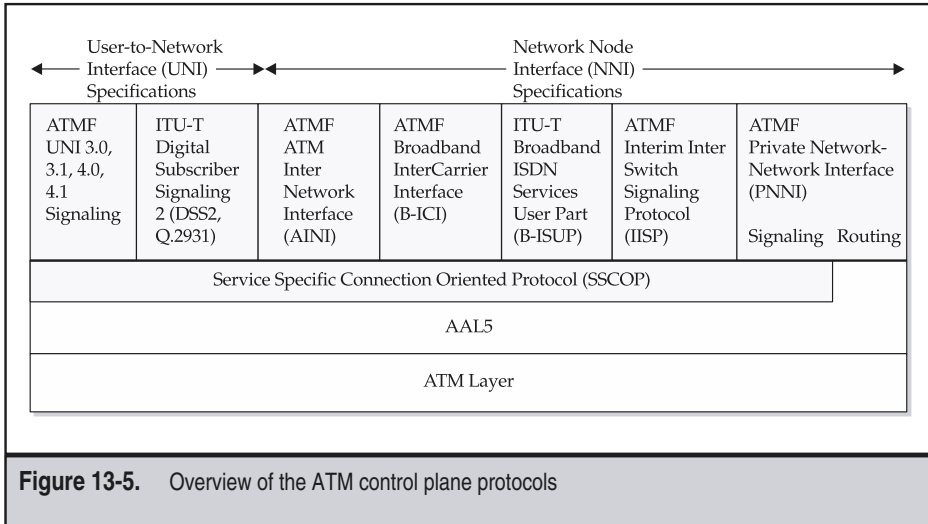 User-to-Network
Interface (UNI)
Specifications
Network Node
Interface (NNI)
Specifications
ATMF
UNI 3.0,
3.1, 4.0,
4.1
Signaling
ITU-T
Digital
Subscriber
Signaling
2 (DSS2,
Q.2931)
ATMF
ATM
Inter
Network
Interface
(AINI)
ATMF
Broadband
InterCarrier
Interface
(B-ICI)
ITU-T
Broadband
ISDN
Services
User Part
(B-ISUP)
ATMF
Interim Inter
Switch
Signaling
Protocol
(IISP)
ATMF
Private Network-
Network Interface
(PNNI)
Signaling Routing
Service Specific Connection Oriented Protocol (SSCOP)
AAL5
ATM Layer
Figure 13-5. Overview of the ATM control plane protocols